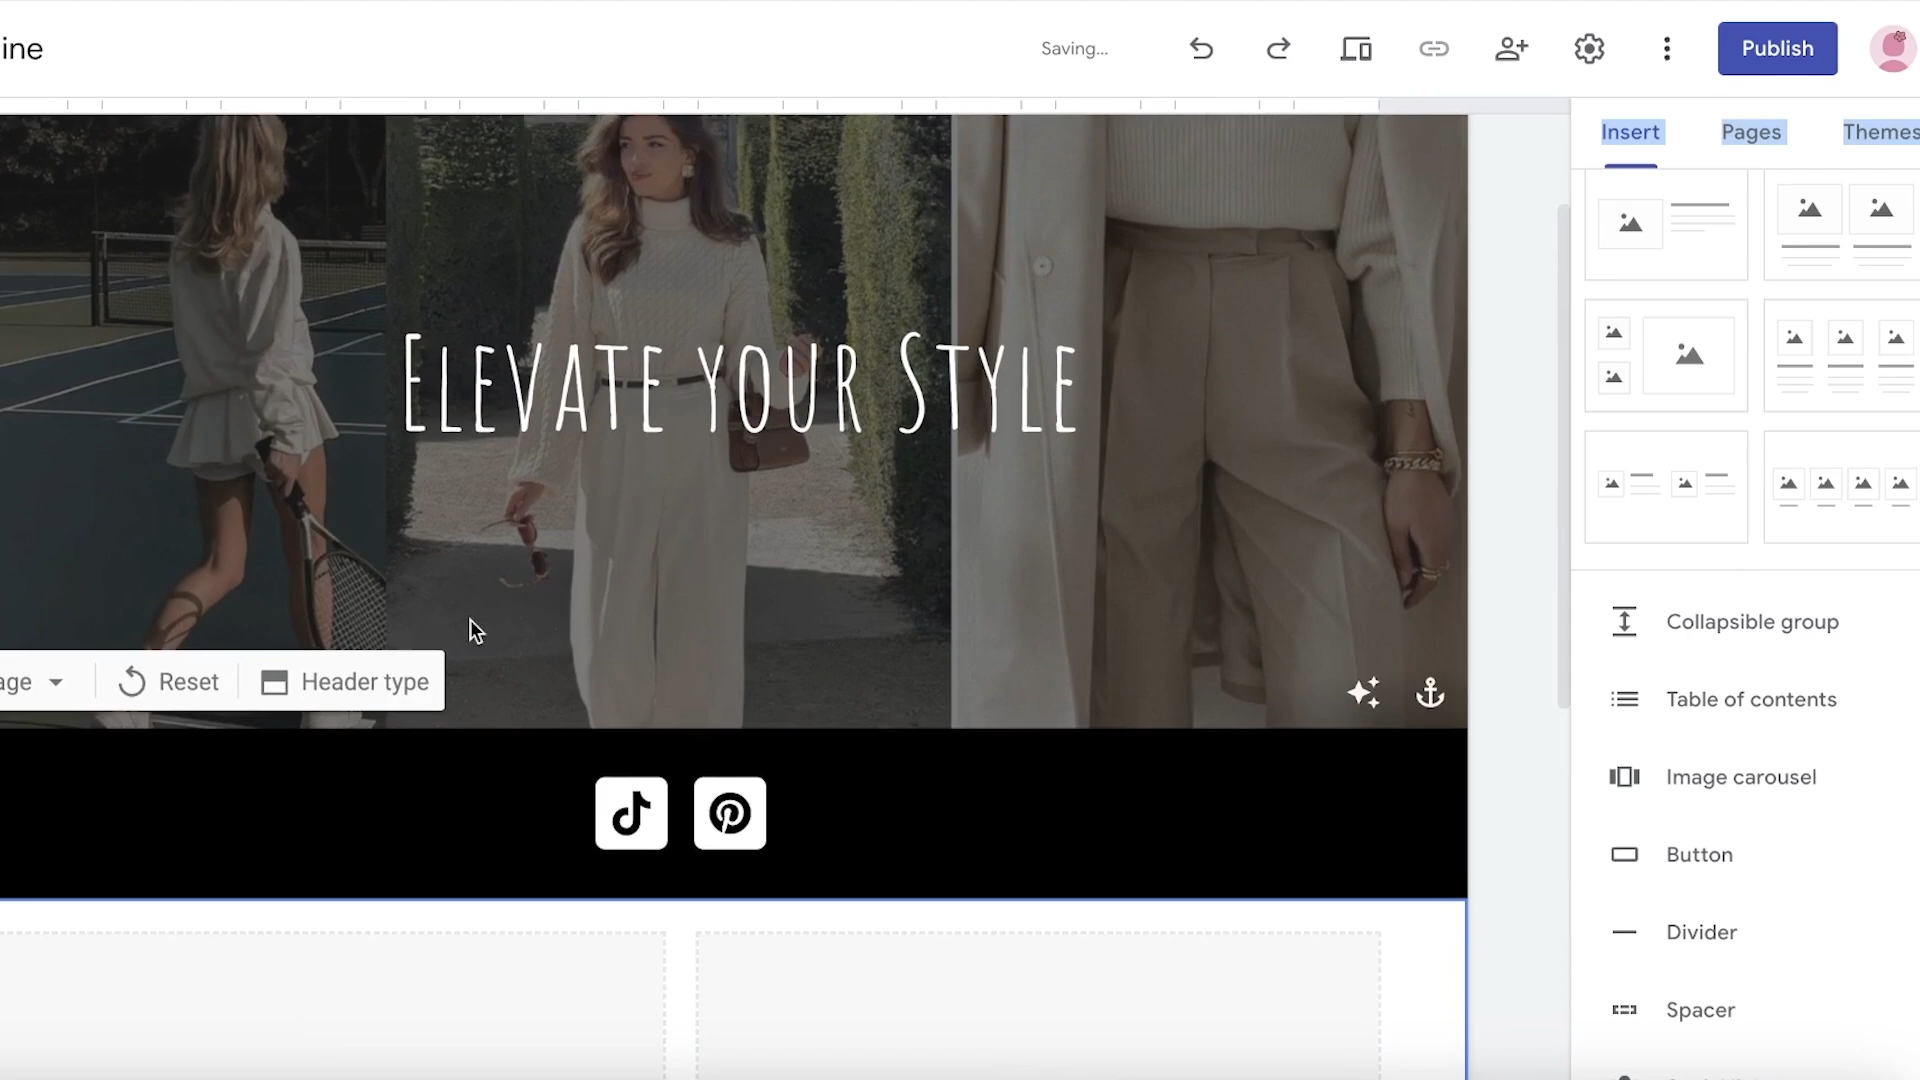 ine
Saving...
Publish
Insert
Pages
Themes
ELEVATE YOUR STYLE
age
Reset
Header type
Collapsible group
Table of contents
Image carousel
Button
Divider
Spacer